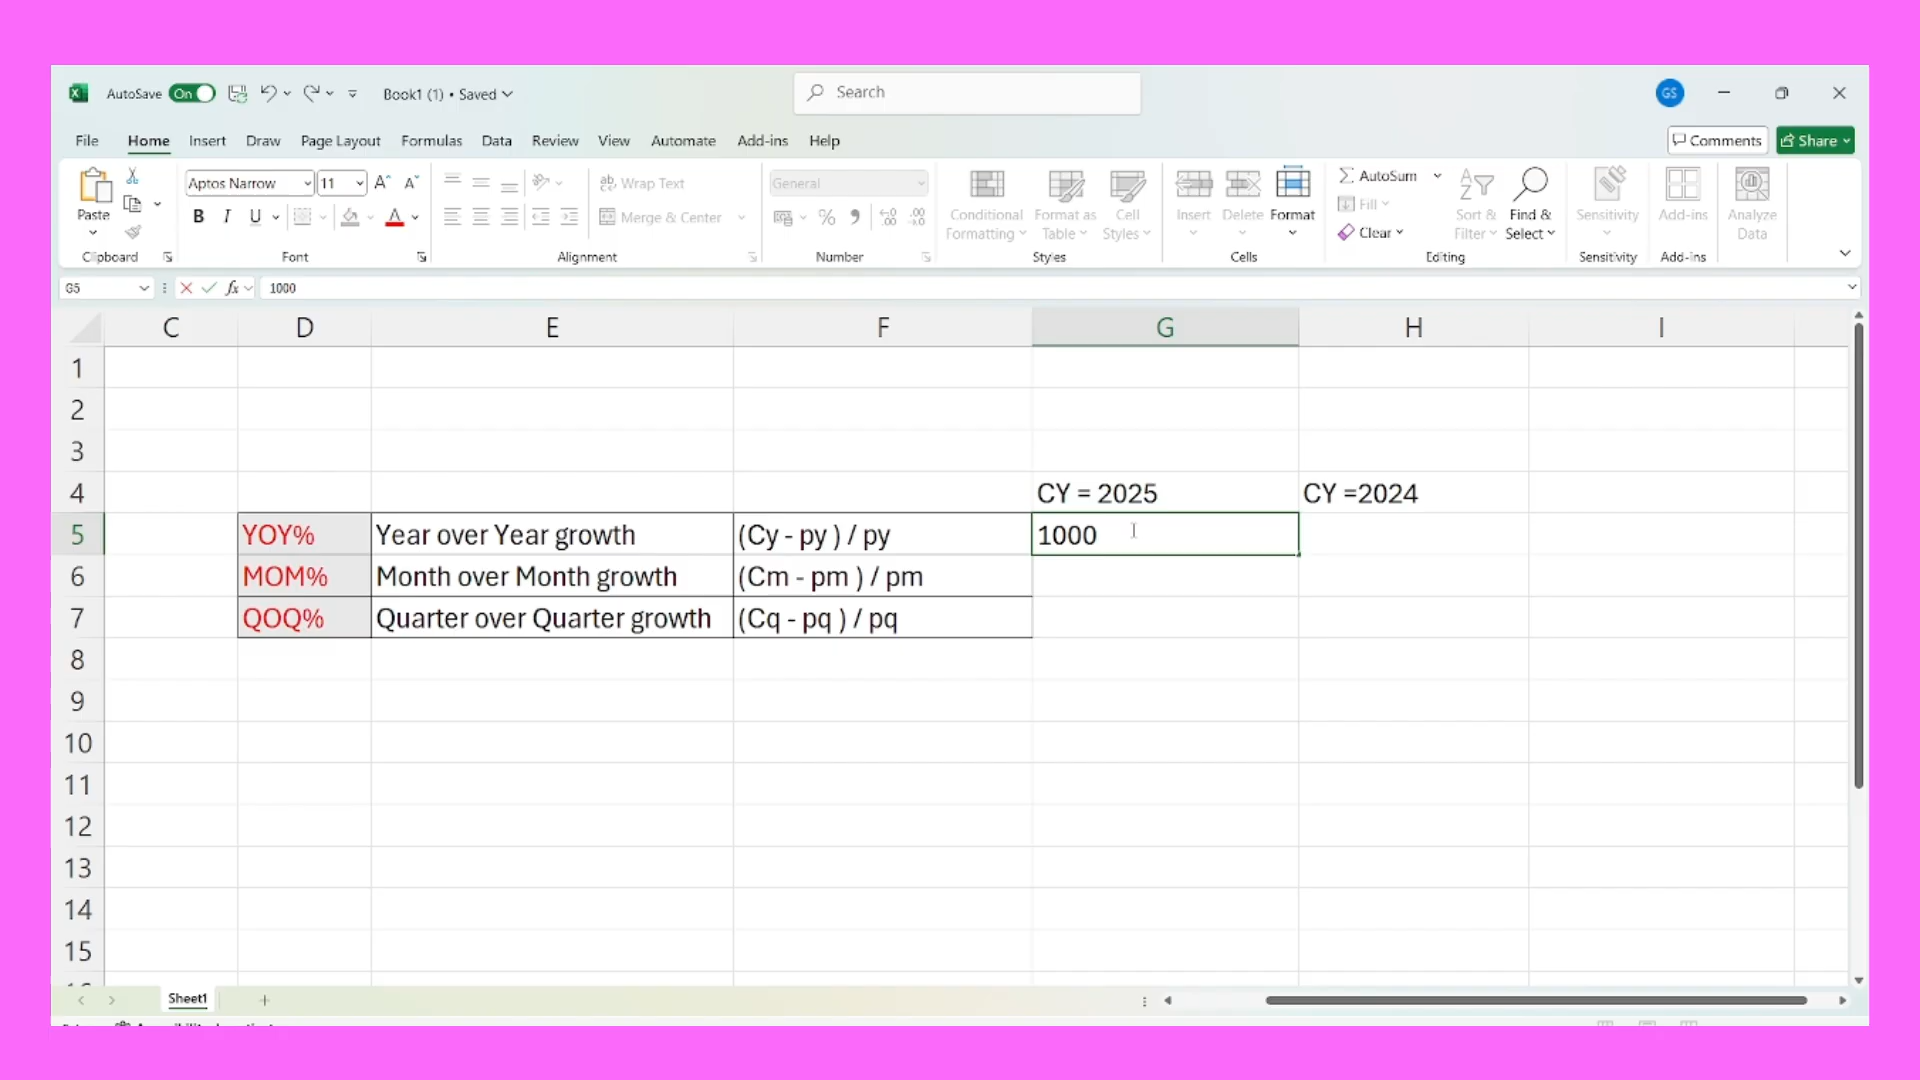 AutoSave On Book1 (1) • Saved Search GS
File Home Insert Draw Page Layout Formulas Data Review View Automate Add-ins Help Comments Share
Paste
Clipboard
Aptos Narrow 11 A A
B I U A
Font
ab Wrap Text
Merge & Center
Alignment
General
% 9
Number
Conditional Formatting
Format as Table
Cell Styles
Styles
Insert Delete Format
Cells
AutoSum
Fill
Clear
Sort & Filter
Find & Select
Editing
Sensitivity
Sensitivity
Add-ins
Add-ins
Analyze Data
G5 fx 1000
C D E F G H I
1
2
3
4 CY = 2025 CY =2024
5 YOY% Year over Year growth (Cy - py ) / py 1000
6 MOM% Month over Month growth (Cm - pm ) / pm
7 QOQ% Quarter over Quarter growth (Cq - pq ) / pq
8
9
10
11
12
13
14
15
Sheet1